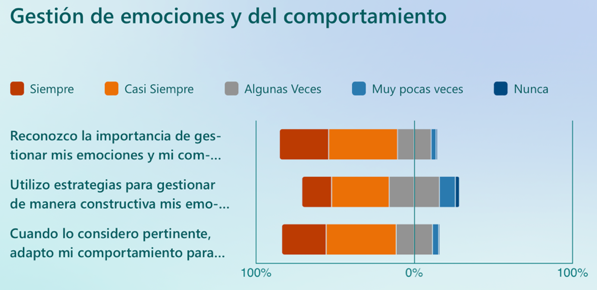 Gestión de emociones y del comportamiento
Siempre
Casi Siempre
Algunas Veces
Muy pocas veces
Nunca
Reconozco la importancia de ges-
tionar mis emociones y mi com-...
Utilizo estrategias para gestionar
de manera constructiva mis emo-...
Cuando lo considero pertinente,
adapto mi comportamiento para...
100%
0%
100%